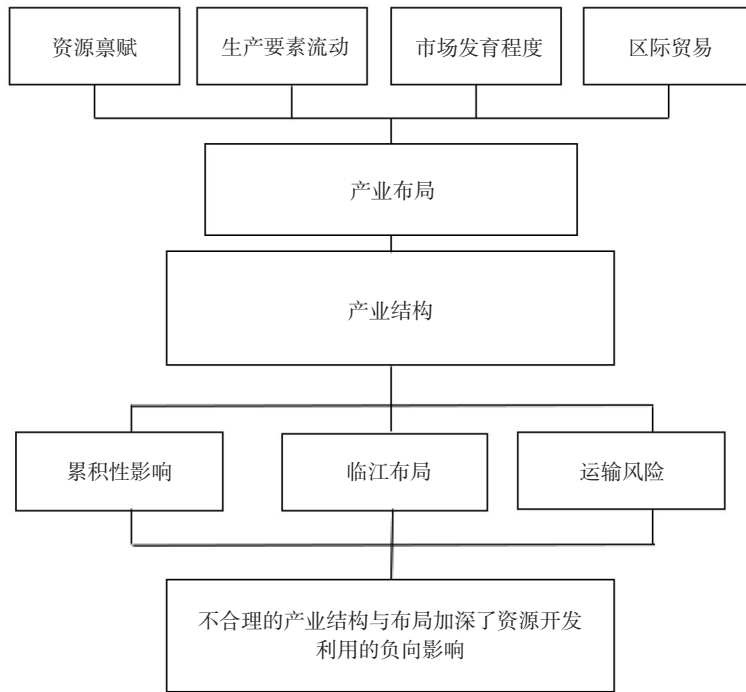 资源禀赋
生产要素流动
市场发育程度
区际贸易
产业布局
产业结构
累积性影响
临江布局
运输风险
不合理的产业结构与布局加深了资源开发
利用的负向影响